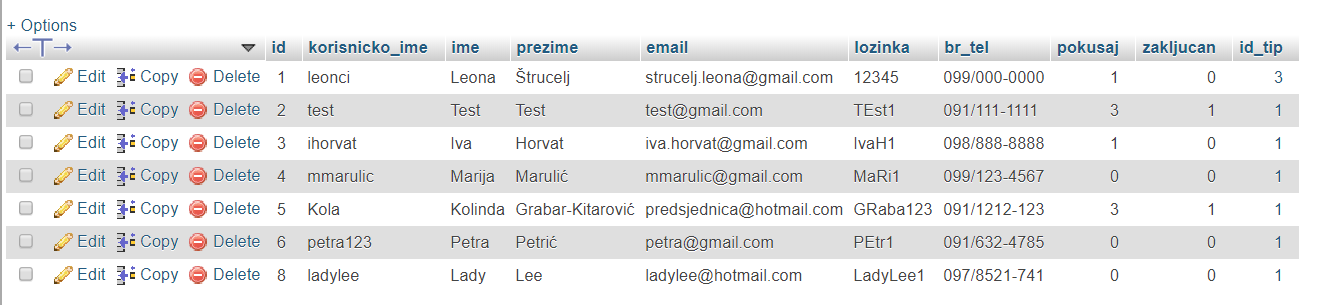 + Options
←T→ id korisnicko_ime ime prezime email lozinka br_tel pokusaj zakljucan id_tip
Edit Copy Delete 1 leonci Leona Štrucelj strucelj.leona@gmail.com 12345 099/000-0000 1 0 3
Edit Copy Delete 2 test Test Test test@gmail.com TEst1 091/111-1111 3 1 1
Edit Copy Delete 3 ihorvat Iva Horvat iva.horvat@gmail.com IvaH1 098/888-8888 1 0 1
Edit Copy Delete 4 mmarulic Marija Marulić mmarulic@gmail.com MaRi1 099/123-4567 0 0 1
Edit Copy Delete 5 Kola Kolinda Grabar-Kitarović predsjednica@hotmail.com GRaba123 091/1212-123 3 1 1
Edit Copy Delete 6 petra123 Petra Petrić petra@gmail.com PEtr1 091/632-4785 0 0 1
Edit Copy Delete 8 ladylee Lady Lee ladylee@hotmail.com LadyLee1 097/8521-741 0 0 1